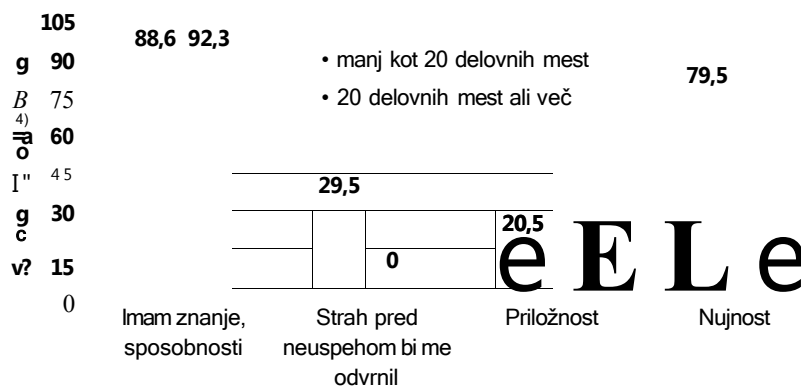 105
88,6 92,3
g 90
• manj kot 20 delovnih mest
79,5
B 75
• 20 delovnih mest ali več
4)
60
o
I" 45
29,5
g 30
20,5
c
e E L e
v? 15
0
0
Imam znanje,
sposobnosti
Strah pred
neuspehom bi me
odvrnil
Priložnost
Nujnost